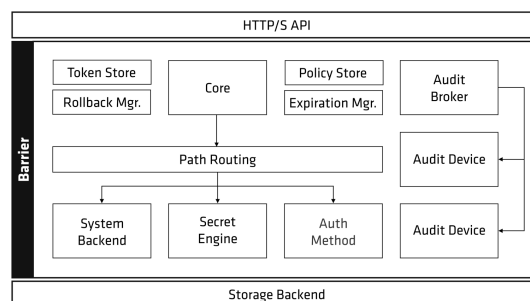 HTTP/S API
Barrier
Token Store
Rollback Mgr.
Core
Policy Store
Expiration Mgr.
Audit
Broker
Path Routing
Audit Device
System
Backend
Secret
Engine
Auth
Method
Audit Device
Storage Backend